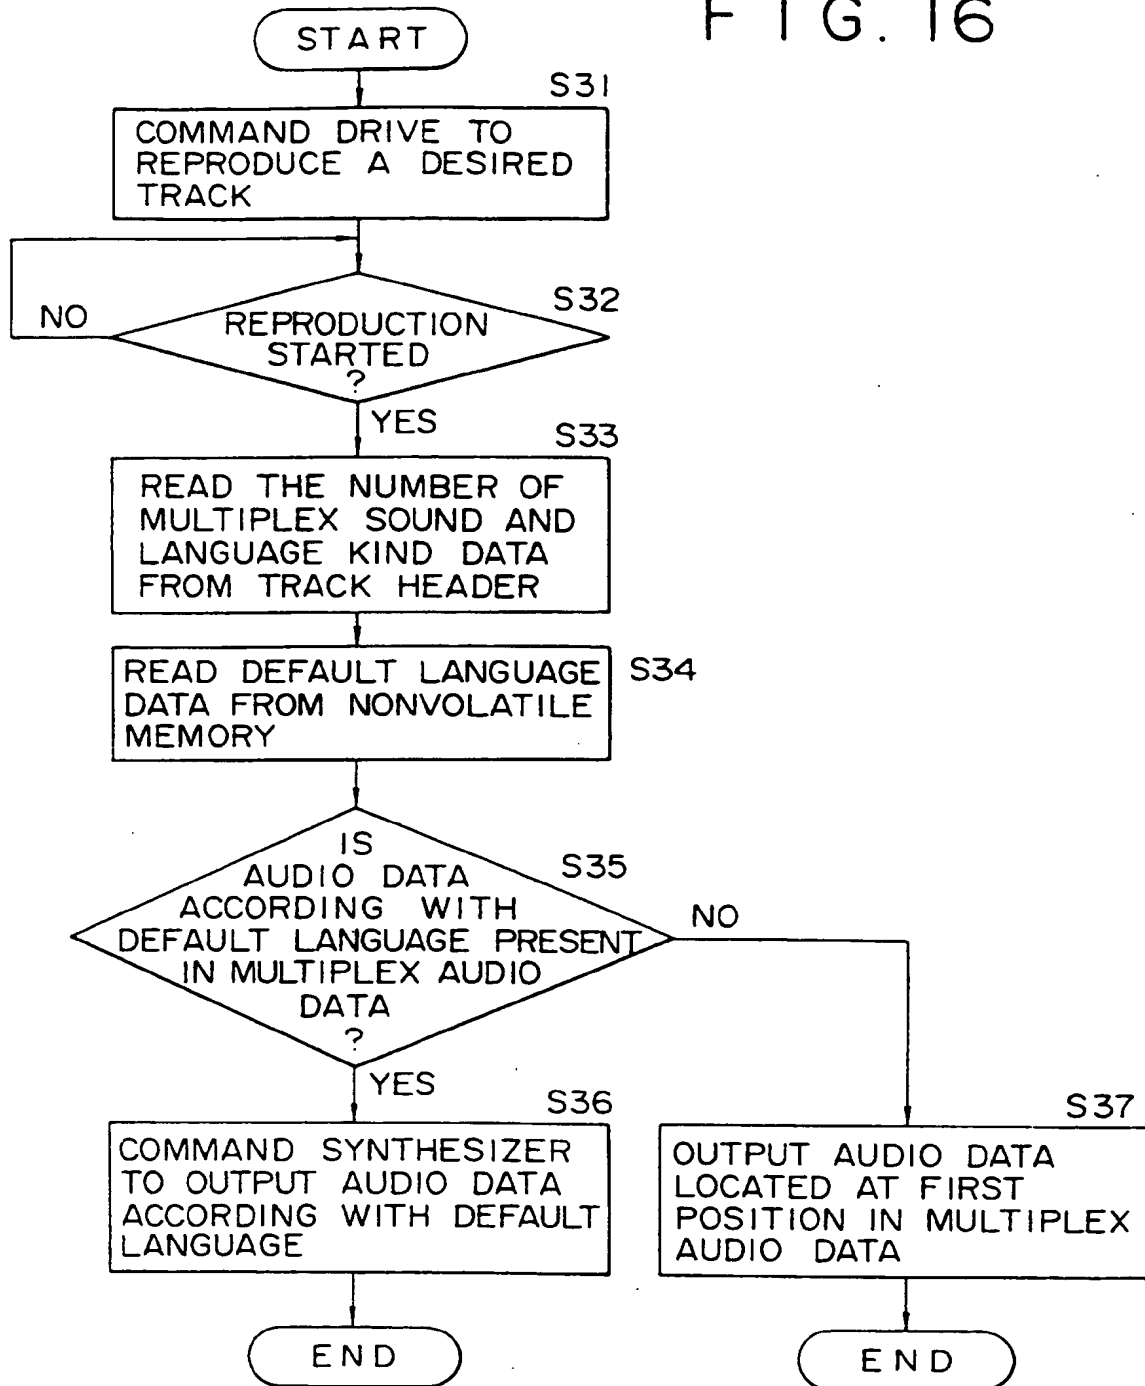 FIG. 16
START
S31
COMMAND DRIVE TO
REPRODUCE A DESIRED
TRACK
S32
NO
REPRODUCTION
STARTED
?
YES
S33
READ THE NUMBER OF
MULTIPLEX SOUND AND
LANGUAGE KIND DATA
FROM TRACK HEADER
READ DEFAULT LANGUAGE
DATA FROM NONVOLATILE
MEMORY
S34
IS
AUDIO DATA
ACCORDING WITH
DEFAULT LANGUAGE PRESENT
IN MULTIPLEX AUDIO
DATA
?
S35
NO
YES
S36
COMMAND SYNTHESIZER
TO OUTPUT AUDIO DATA
ACCORDING WITH DEFAULT
LANGUAGE
S37
OUTPUT AUDIO DATA
LOCATED AT FIRST
POSITION IN MULTIPLEX
AUDIO DATA
END
END